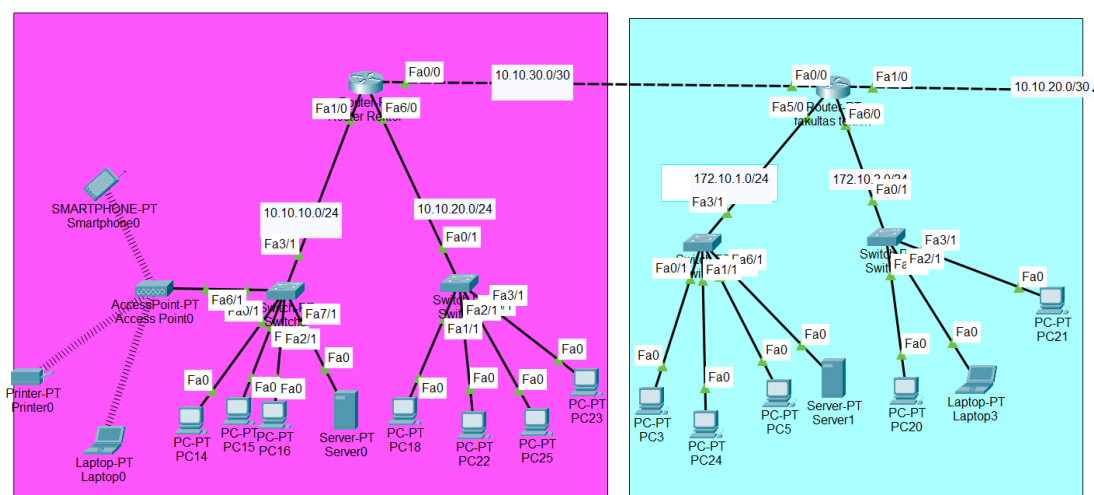 Fa0/0
10.10.30.0/30
Fa0/0
Fa1/0
10.10.20.0/30
Fa1/0
Fa6/0
Router Rektor
Fa5/0
Router-PT
Fa6/0
fakultas
172.10.1.0/24
172.10.2.0/24
Fa0/1
SMARTPHONE-PT
Smartphone0
10.10.10.0/24
10.10.20.0/24
Fa3/1
Fa3/1
Fa0/1
Fa0/1
Fa1/1
Fa6/1
Fa2/1
Fa3/1
Fa0
PC-PT
PC21
AccessPoint-PT
Access Point0
Fa6/1
Fa0/1
Fa7/1
Fa2/1
Fa1/1
Fa2/1
Fa3/1
Printer-PT
Printer0
Laptop-PT
Laptop0
Fa0
PC-PT
PC14
Fa0
PC-PT
PC15
Fa0
PC-PT
PC16
Fa0
Server-PT
Server0
Fa0
PC-PT
PC18
Fa0
PC-PT
PC22
Fa0
PC-PT
PC25
Fa0
PC-PT
PC23
Fa0
PC-PT
PC3
Fa0
PC-PT
PC24
Fa0
PC-PT
PC5
Fa0
Server-PT
Server1
Fa0
PC-PT
PC20
Fa0
Laptop-PT
Laptop3